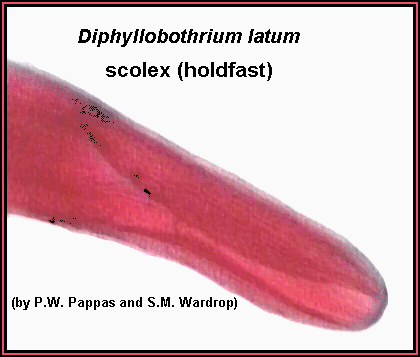 Diphyllobothrium latum
scolex (holdfast)
(by P.W. Pappas and S.M. Wardrop)